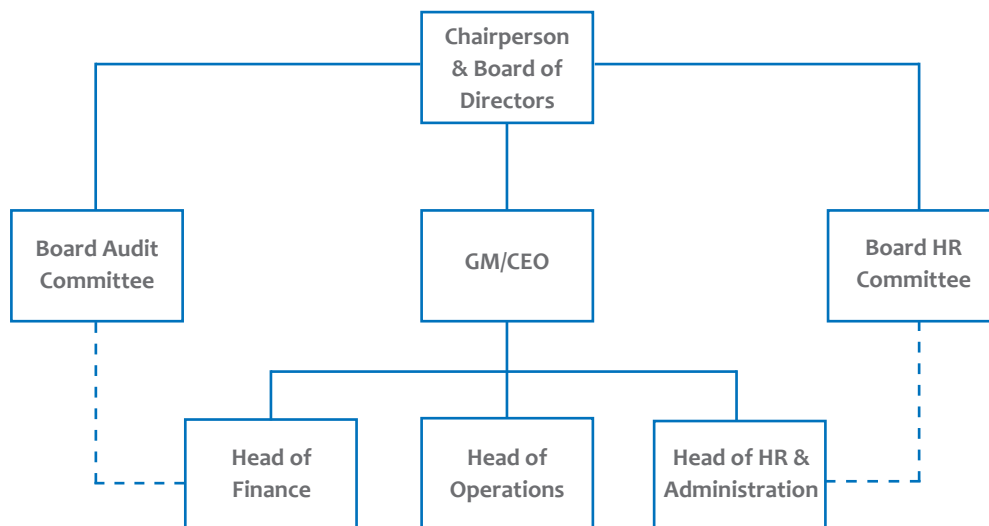 Chairperson
& Board of
Directors
Board Audit
Committee
GM/CEO
Board HR
Committee
Head of
Finance
Head of
Operations
Head of HR &
Administration